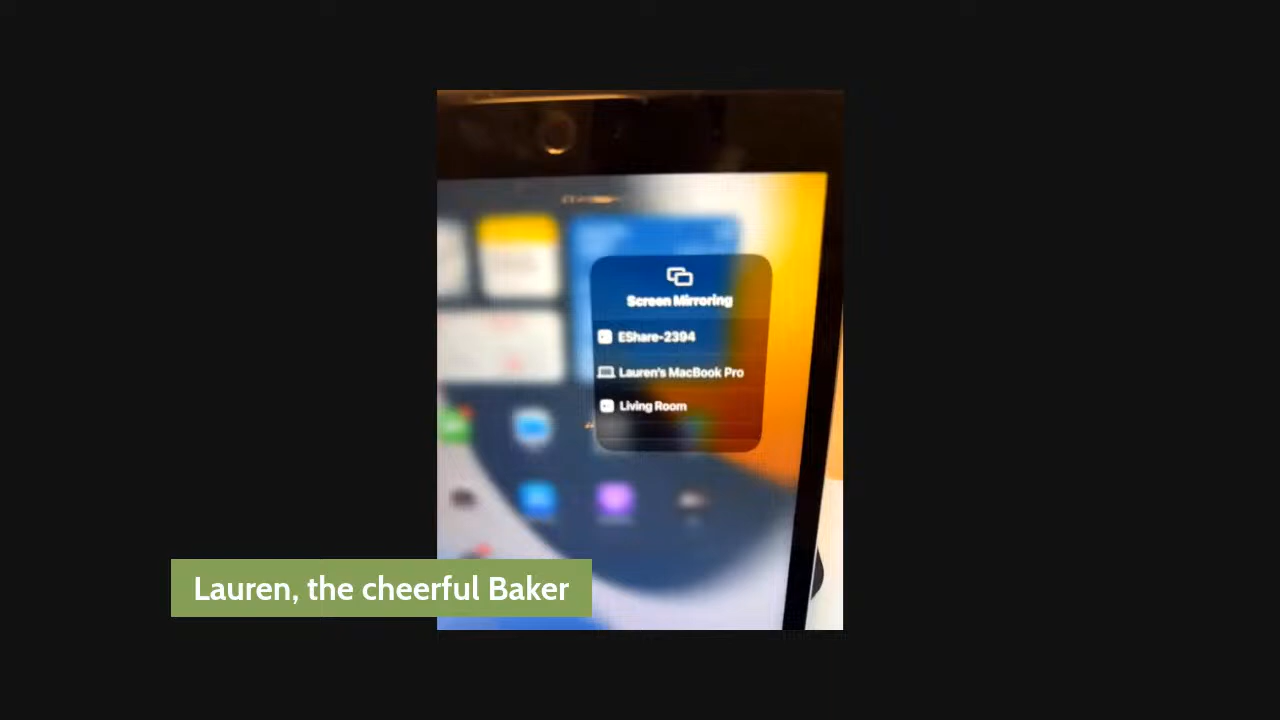 Screen Mirroring
EShare-2394
Lauren's MacBook Pro
Living Room
Lauren, the cheerful Baker